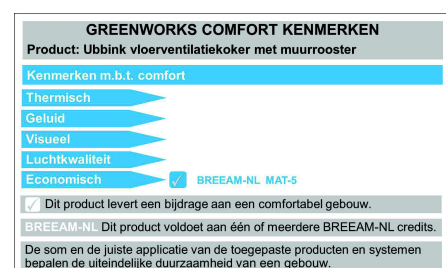 GREENWORKS COMFORT KENMERKEN
Product: Ubbink vloerventilatiekoker met muurrooster
Kenmerken m.b.t. comfort
Thermisch
Geluid
Visueel
Luchtkwaliteit
Economisch BREEAM-NL MAT-5
Dit product levert een bijdrage aan een comfortabel gebouw.
BREEAM-NL Dit product voldoet aan één of meerdere BREEAM-NL credits.
De som en de juiste applicatie van de toegepaste producten en systemen
bepalen de uiteindelijke duurzaamheid van een gebouw.